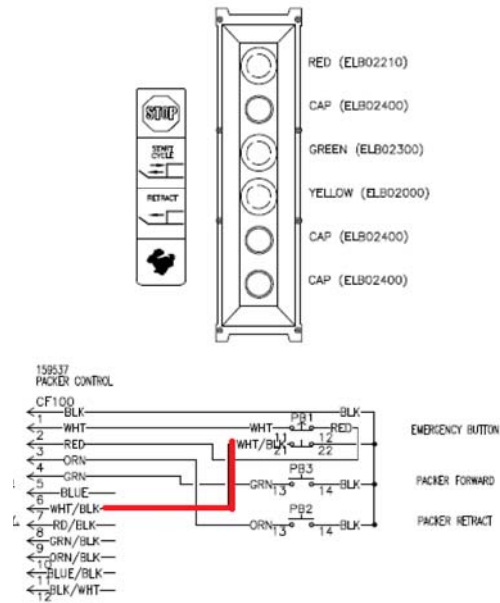 RED (ELB02210)
STOP
CAP (ELB02400)
START
CYCLE
GREEN (ELB02300)
RETRACT
YELLOW (ELB02000)
CAP (ELB02400)
CAP (ELB02400)
159537
PACKER CONTROL
CF100
1 BLK BLK
2 WHT WHT 11 PB1 12 RED EMERGENCY BUTTON
3 RED WHT/BLK 21 22
4 ORN
5 GRN GRN 13 PB3 14 BLK PACKER FORWARD
6 BLUE
7 WHT/BLK
8 RD/BLK ORN 13 PB2 14 BLK PACKER RETRACT
9 GRN/BLK
10 ORN/BLK
11 BLUE/BLK
12 BLK/WHT